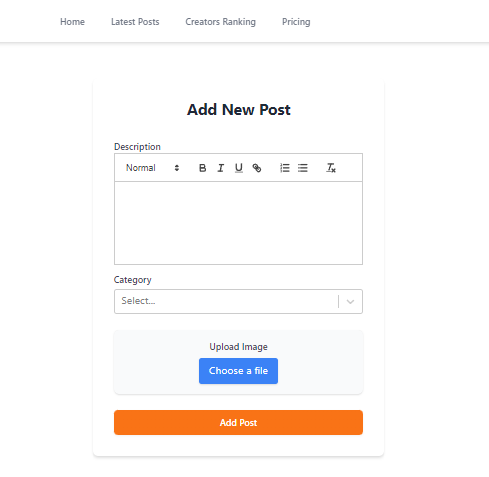 Home Latest Posts Creators Ranking Pricing
Add New Post
Description
Normal B I U
Category
Select...
Upload Image
Choose a file
Add Post